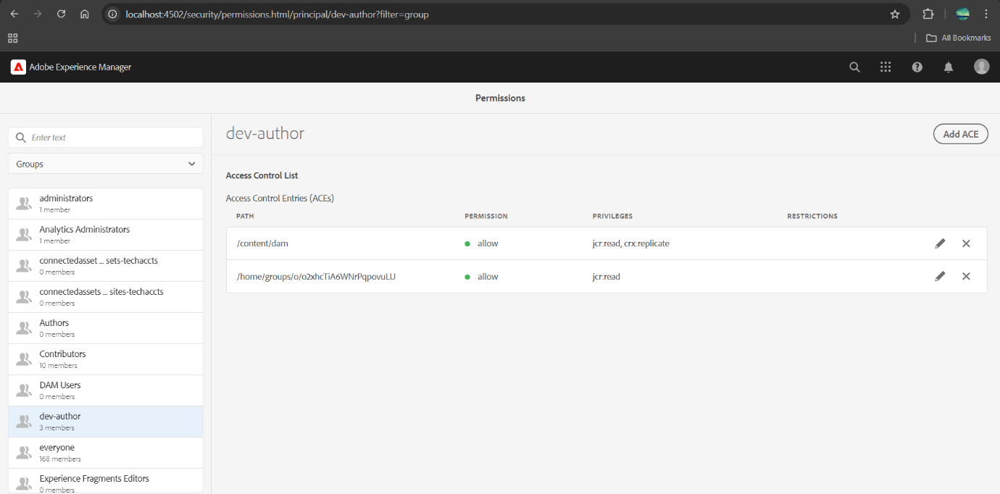 localhost:4502/security/permissions.html/principal/dev-author?filter=group
All Bookmarks
Adobe Experience Manager
Permissions
Enter text
Groups
administrators
1 member
Analytics Administrators
1 member
connectedasset ... sets-techaccts
0 members
connectedassets ... sites-techaccts
0 members
Authors
0 members
Contributors
10 members
DAM Users
0 members
dev-author
3 members
everyone
168 members
Experience Fragments Editors
0 members
dev-author
Add ACE
Access Control List
Access Control Entries (ACEs)
PATH PERMISSION PRIVILEGES RESTRICTIONS
/content/dam allow jcr:read, crx:replicate
/home/groups/o/o2xhcTiA6WNrPqpovuLU allow jcr:read